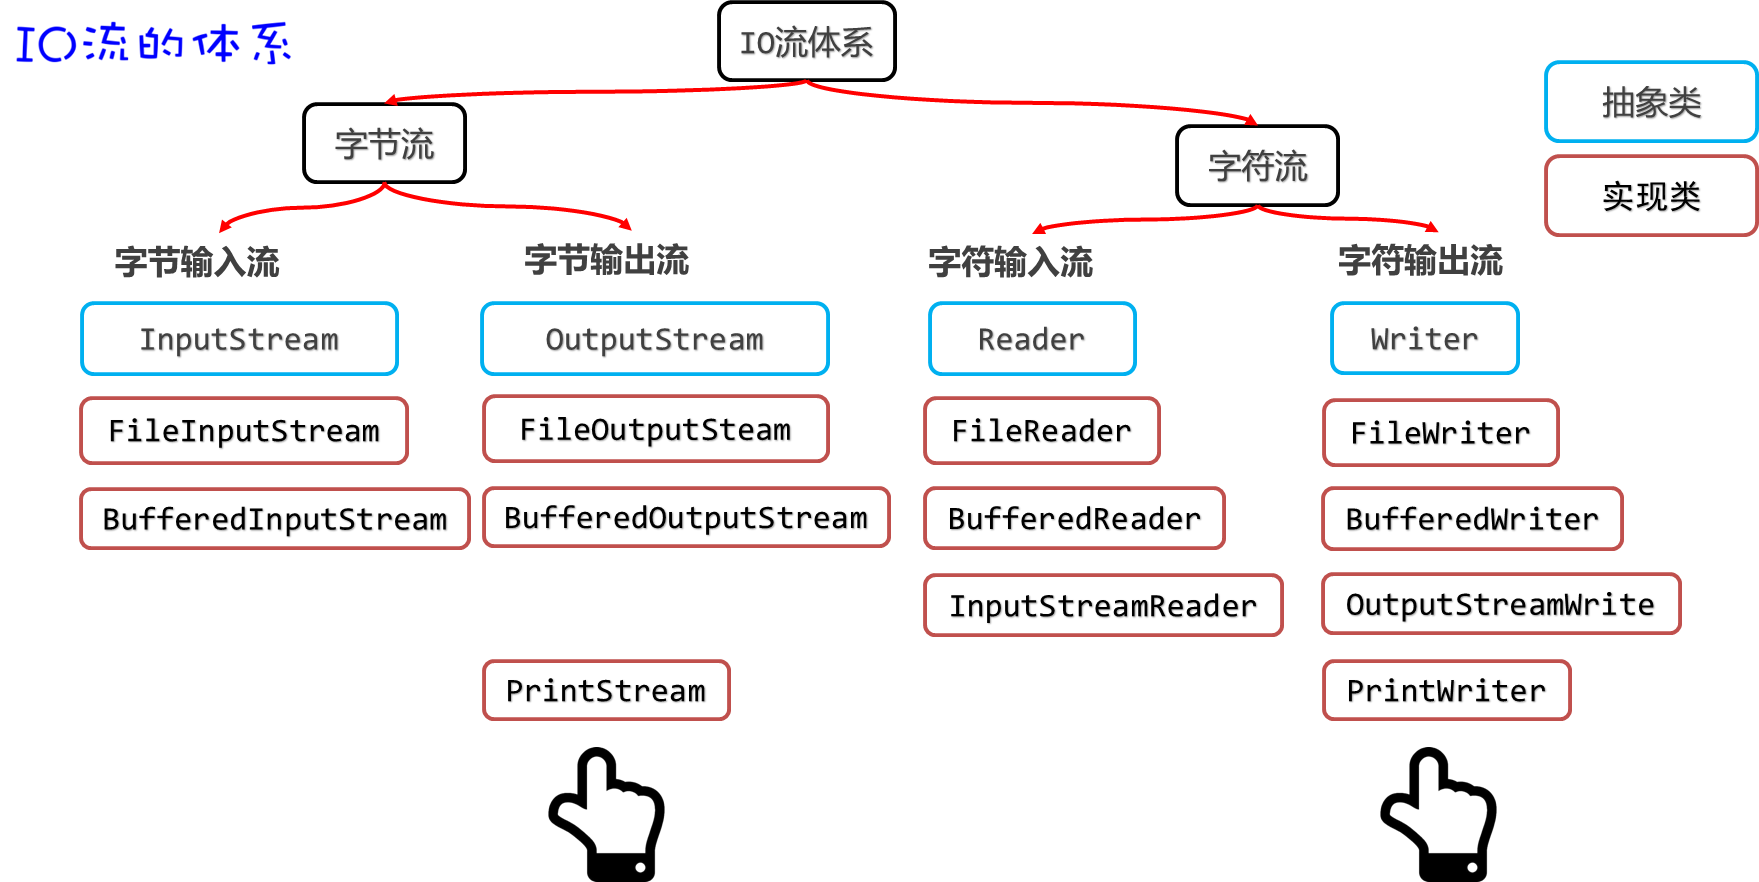 IO流的体系
IO流体系
抽象类
实现类
字节流
字符流
字节输入流
字节输出流
字符输入流
字符输出流
InputStream
OutputStream
Reader
Writer
FileInputStream
FileOutputSteam
FileReader
FileWriter
BufferedInputStream
BufferedOutputStream
BufferedReader
BufferedWriter
InputStreamReader
OutputStreamWrite
PrintStream
PrintWriter